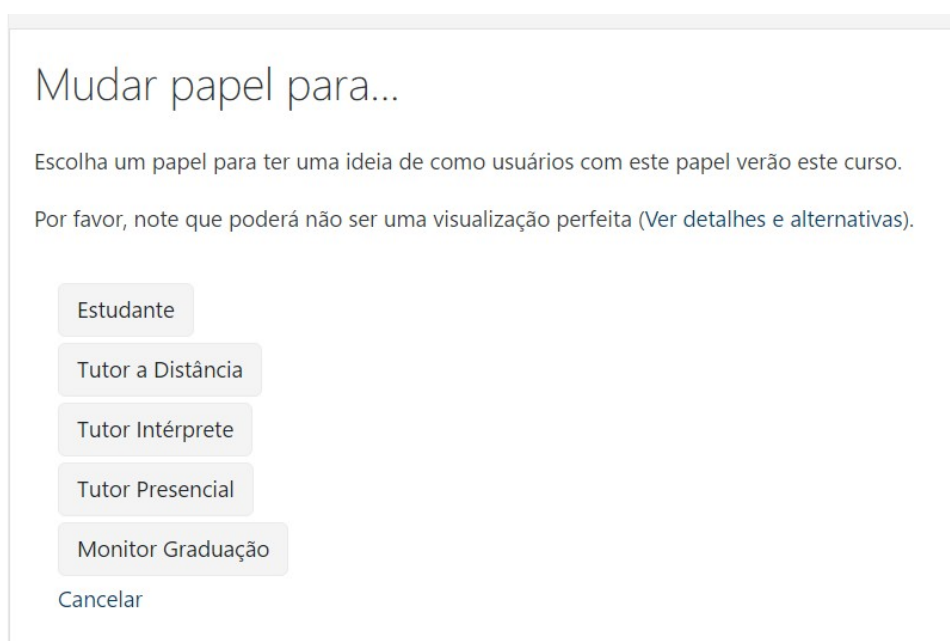 Mudar papel para...
Escolha um papel para ter uma ideia de como usuários com este papel verão este curso.
Por favor, note que poderá não ser uma visualização perfeita (Ver detalhes e alternativas).
Estudante
Tutor a Distância
Tutor Intérprete
Tutor Presencial
Monitor Graduação
Cancelar